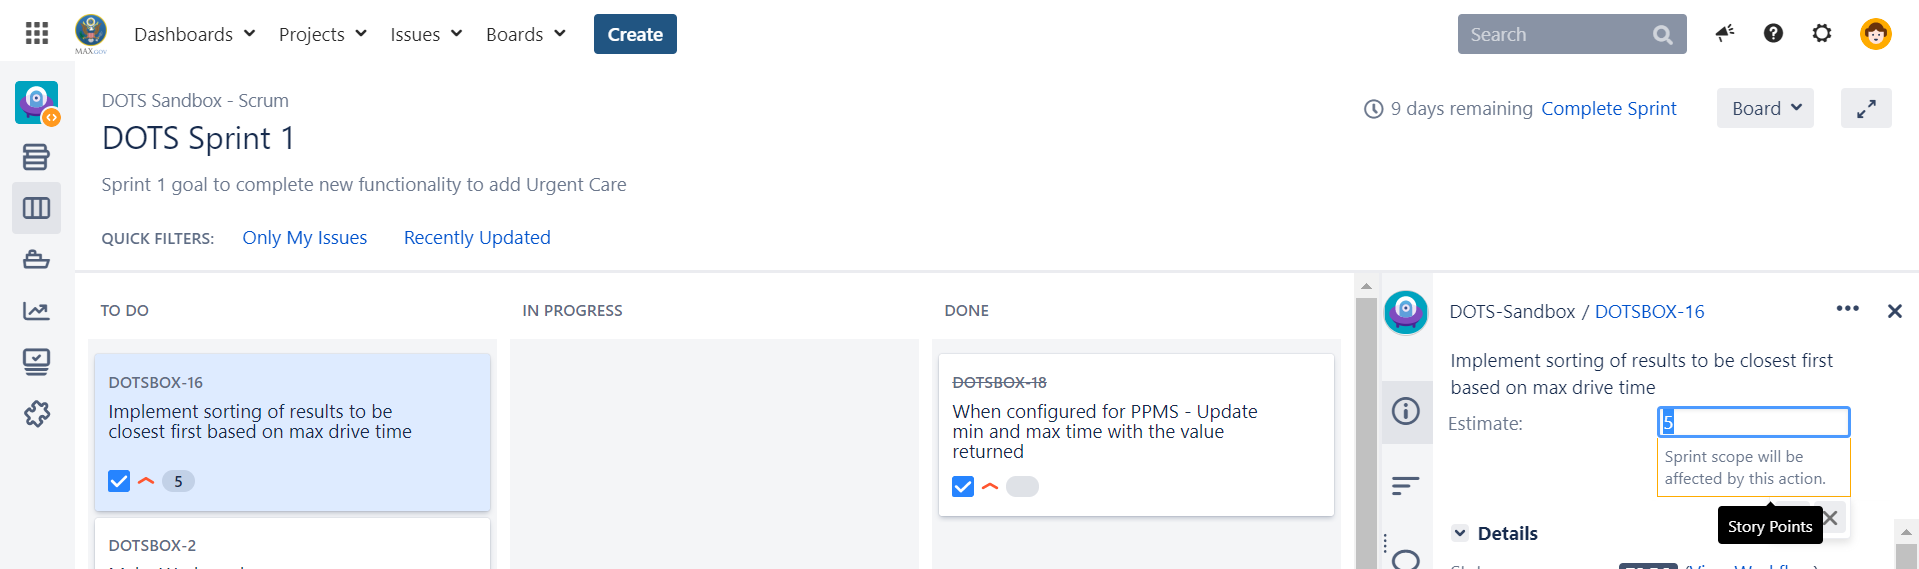 MAX.gov
Dashboards
Projects
Issues
Boards
Create
Search
DOTS Sandbox - Scrum
9 days remaining
Complete Sprint
Board
DOTS Sprint 1
Sprint 1 goal to complete new functionality to add Urgent Care
QUICK FILTERS:
Only My Issues
Recently Updated
TO DO
IN PROGRESS
DONE
DOTSBOX-16
Implement sorting of results to be
closest first based on max drive time
5
DOTSBOX-2
DOTSBOX-18
When configured for PPMS - Update
min and max time with the value
returned
DOTS-Sandbox / DOTSBOX-16
Implement sorting of results to be closest first
based on max drive time
Estimate:
5
Sprint scope will be
affected by this action.
Story Points
Details